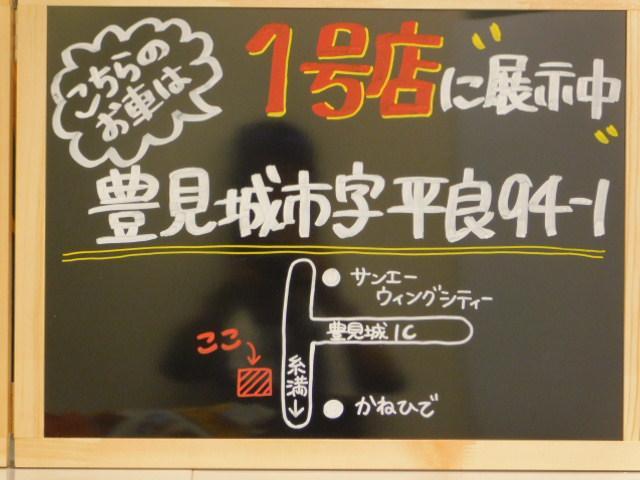 こちらの
お車は
1号店に展示中
豊見城市字平良94-1
サンエー
ウィングシティー
豊見城IC
ここ
糸満
↓
かねひで